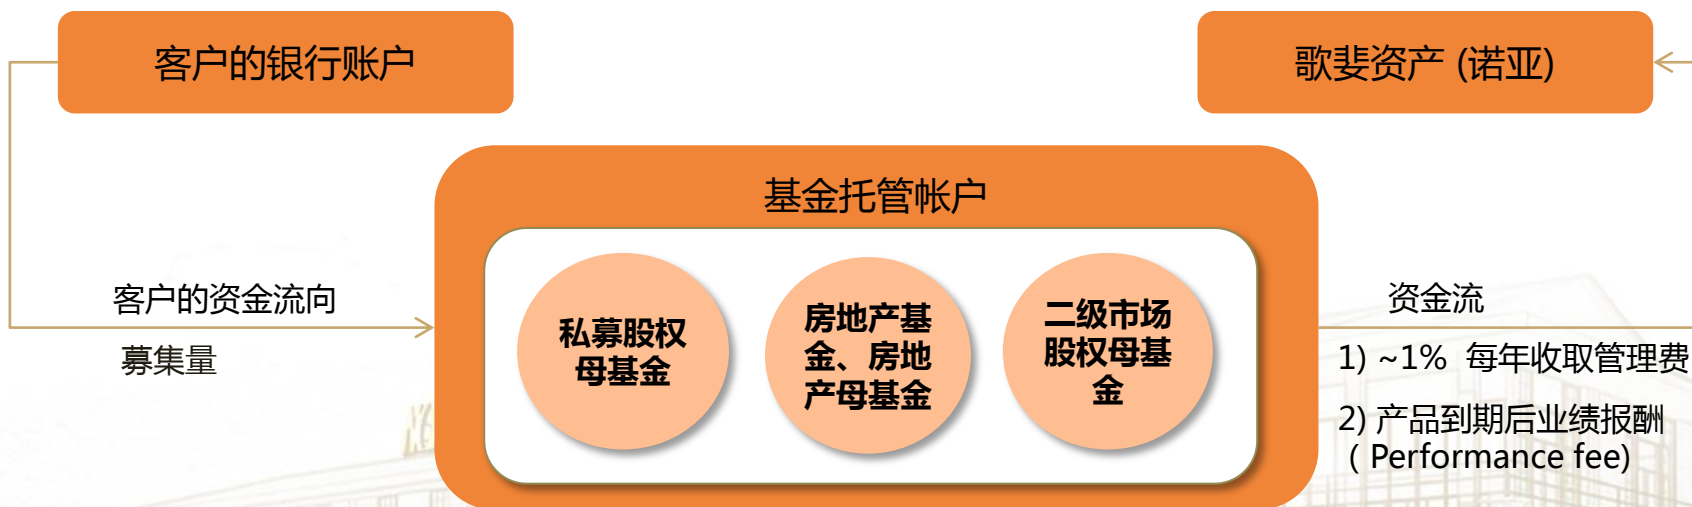 客户的银行账户
歌斐资产 (诺亚)
基金托管帐户
客户的资金流向
募集量
私募股权
母基金
房地产基
金、房地
产母基金
二级市场
股权母基
金
资金流
1) ~1% 每年收取管理费
2) 产品到期后业绩报酬
( Performance fee)